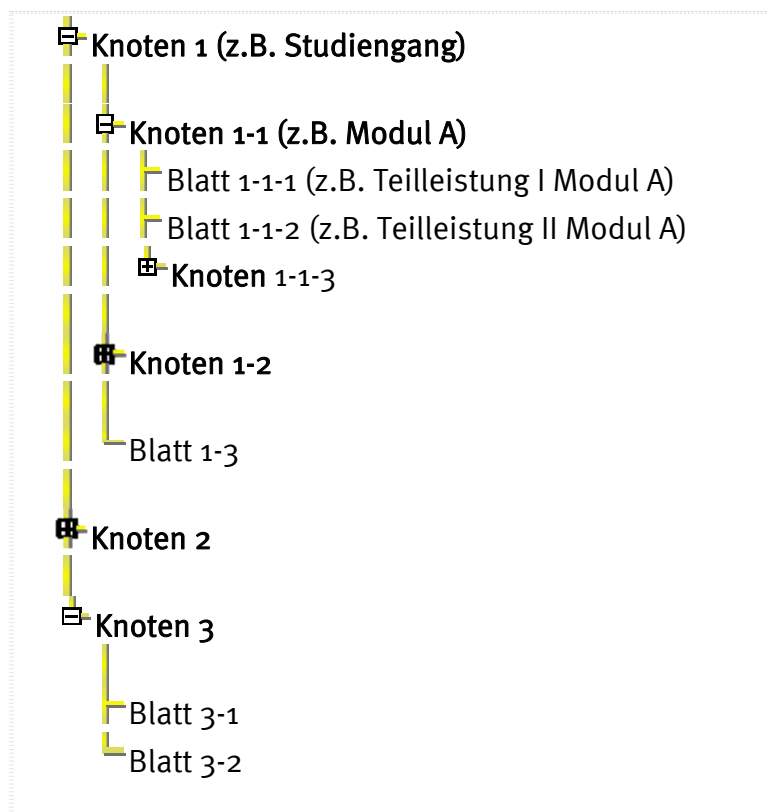 Knoten 1 (z.B. Studiengang)
Knoten 1-1 (z.B. Modul A)
Blatt 1-1-1 (z.B. Teilleistung I Modul A)
Blatt 1-1-2 (z.B. Teilleistung II Modul A)
Knoten 1-1-3
Knoten 1-2
Blatt 1-3
Knoten 2
Knoten 3
Blatt 3-1
Blatt 3-2